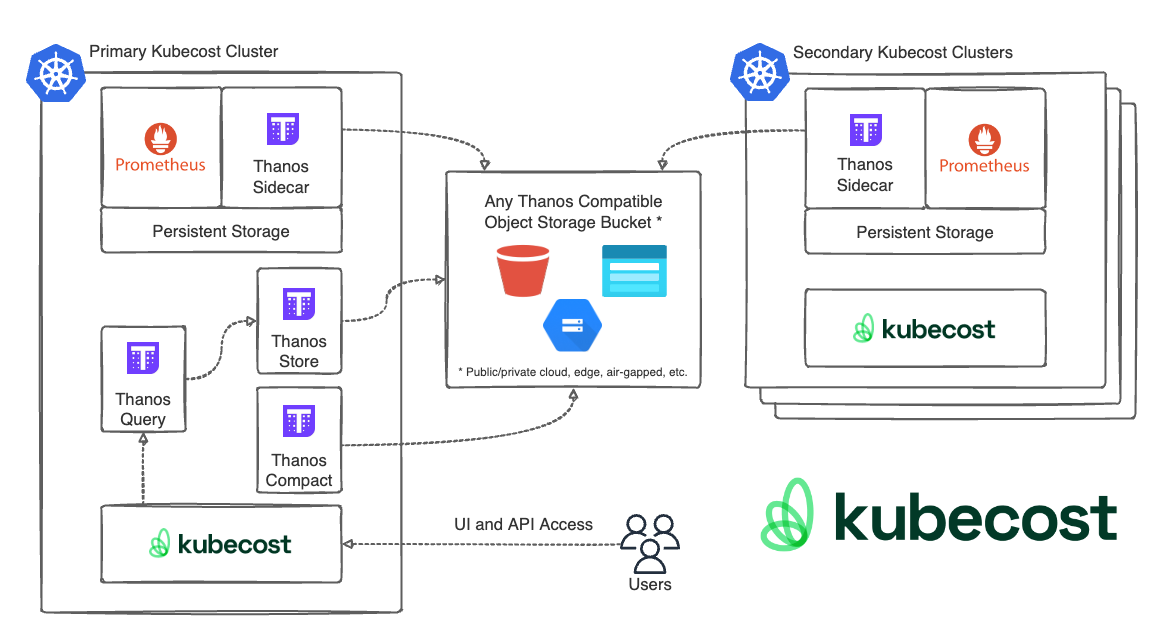 Primary Kubecost Cluster
Prometheus
Thanos
Sidecar
Persistent Storage
Thanos
Store
Thanos
Query
Thanos
Compact
kubecost
Any Thanos Compatible
Object Storage Bucket *
* Public/private cloud, edge, air-gapped, etc.
UI and API Access
Users
Secondary Kubecost Clusters
Thanos
Sidecar
Prometheus
Persistent Storage
kubecost
kubecost